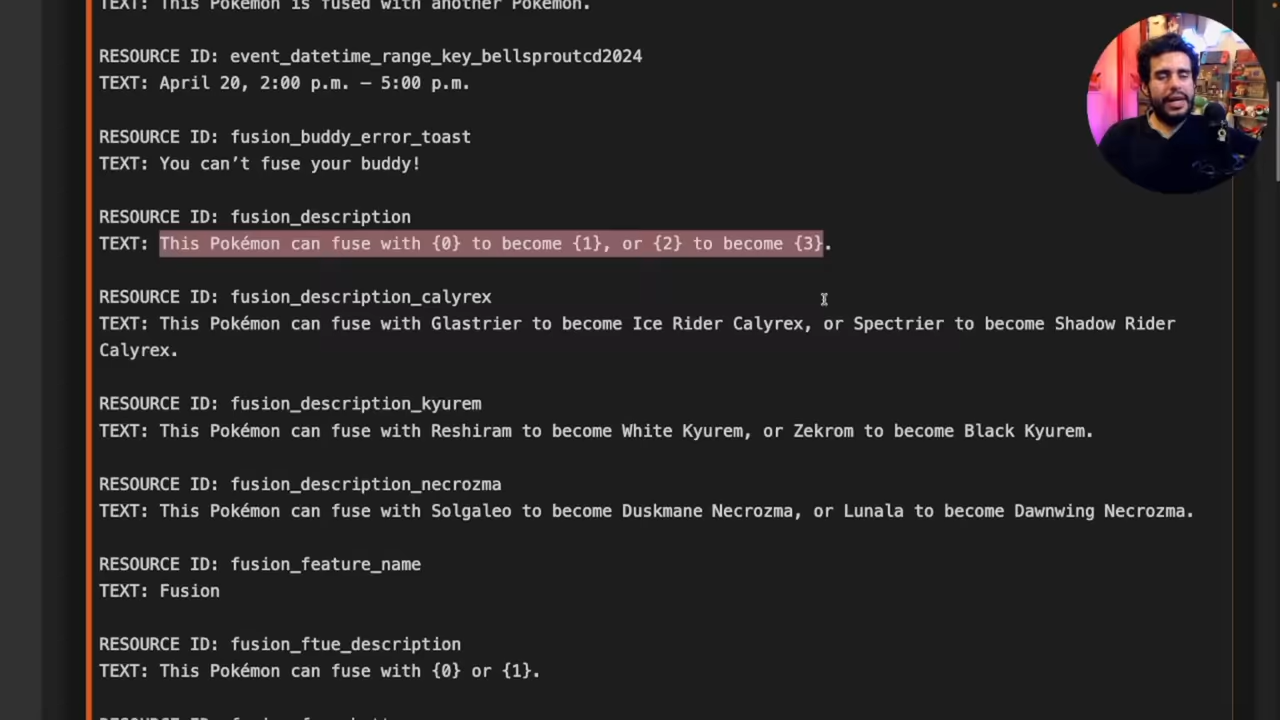 TEXT: This Pokémon is fused with another Pokémon.
RESOURCE ID: event_datetime_range_key_bellsproutcd2024
TEXT: April 20, 2:00 p.m. – 5:00 p.m.
RESOURCE ID: fusion_buddy_error_toast
TEXT: You can’t fuse your buddy!
RESOURCE ID: fusion_description
TEXT: This Pokémon can fuse with {0} to become {1}, or {2} to become {3}.
RESOURCE ID: fusion_description_calyrex
TEXT: This Pokémon can fuse with Glastrier to become Ice Rider Calyrex, or Spectrier to become Shadow Rider
Calyrex.
RESOURCE ID: fusion_description_kyurem
TEXT: This Pokémon can fuse with Reshiram to become White Kyurem, or Zekrom to become Black Kyurem.
RESOURCE ID: fusion_description_necrozma
TEXT: This Pokémon can fuse with Solgaleo to become Duskmane Necrozma, or Lunala to become Dawnwing Necrozma.
RESOURCE ID: fusion_feature_name
TEXT: Fusion
RESOURCE ID: fusion_ftue_description
TEXT: This Pokémon can fuse with {0} or {1}.
RESOURCE ID: